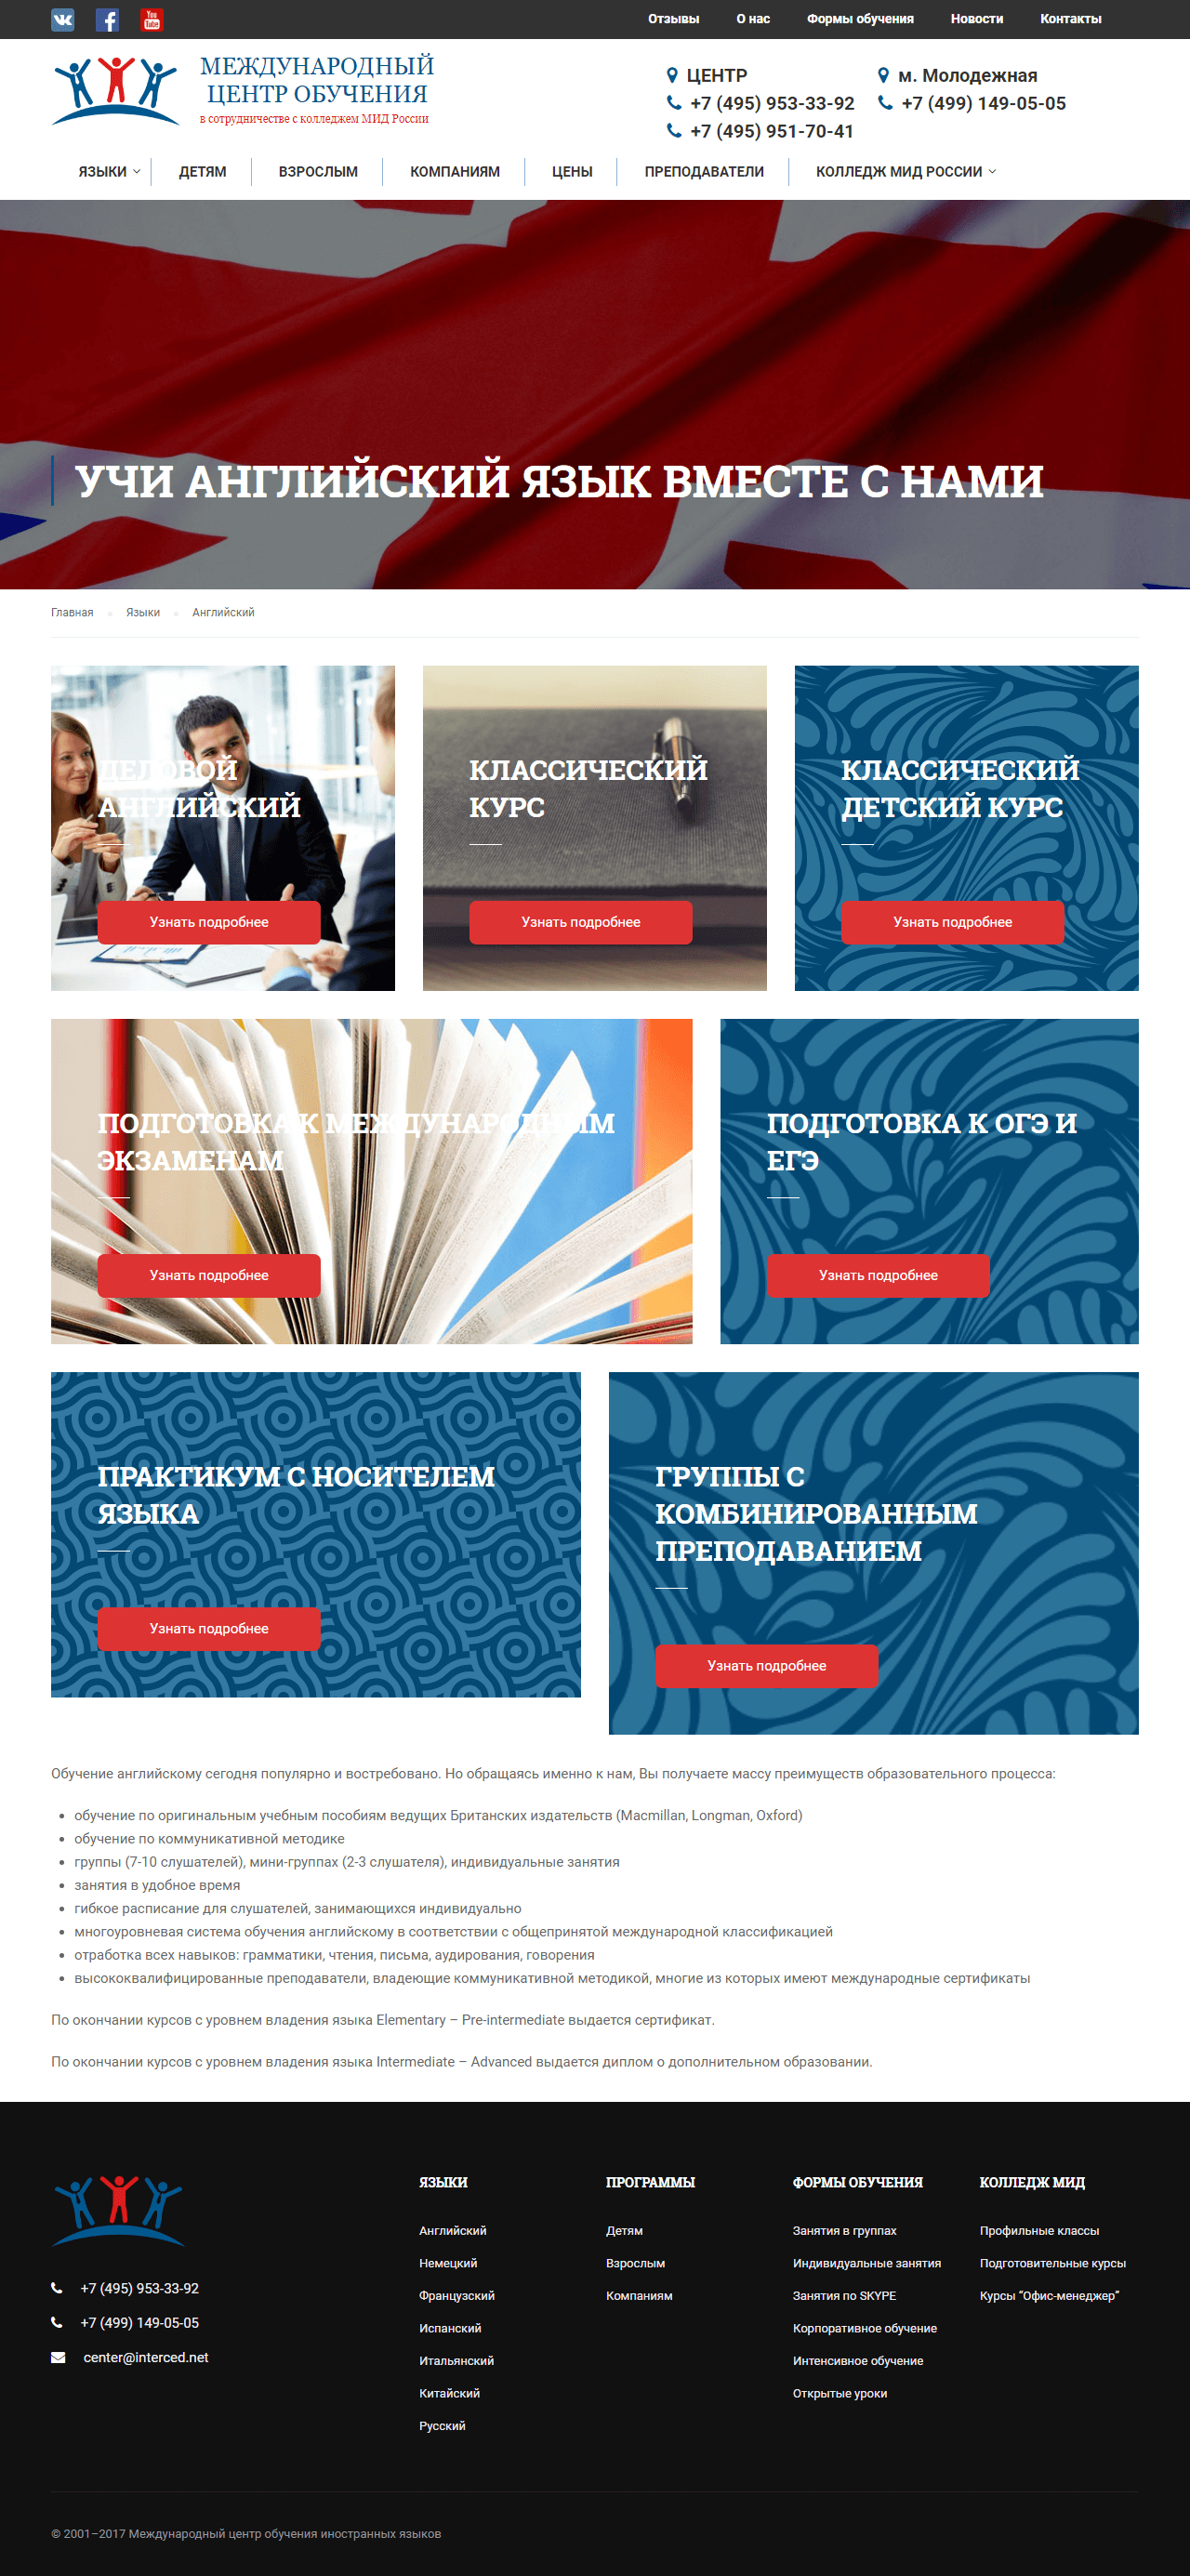 You Tube
Отзывы О нас Формы обучения Новости Контакты
МЕЖДУНАРОДНЫЙ
ЦЕНТР ОБУЧЕНИЯ
в сотрудничестве с колледжем МИД России
ЦЕНТР
+7 (495) 953-33-92
+7 (495) 951-70-41
м. Молодежная
+7 (499) 149-05-05
ЯЗЫКИ ДЕТЯМ ВЗРОСЛЫМ КОМПАНИЯМ ЦЕНЫ ПРЕПОДАВАТЕЛИ КОЛЛЕДЖ МИД РОССИИ
УЧИ АНГЛИЙСКИЙ ЯЗЫК ВМЕСТЕ С НАМИ
Главная Языки Английский
ДЕЛОВОЙ
АНГЛИЙСКИЙ
Узнать подробнее
КЛАССИЧЕСКИЙ
КУРС
Узнать подробнее
КЛАССИЧЕСКИЙ
ДЕТСКИЙ КУРС
Узнать подробнее
ПОДГОТОВКА К МЕЖДУНАРОДНЫМ
ЭКЗАМЕНАМ
Узнать подробнее
ПОДГОТОВКА К ОГЭ И
ЕГЭ
Узнать подробнее
ПРАКТИКУМ С НОСИТЕЛЕМ
ЯЗЫКА
Узнать подробнее
ГРУППЫ С
КОМБИНИРОВАННЫМ
ПРЕПОДАВАНИЕМ
Узнать подробнее
Обучение английскому сегодня популярно и востребовано. Но обращаясь именно к нам, Вы получаете массу преимуществ образовательного процесса:
• обучение по оригинальным учебным пособиям ведущих Британских издательств (Macmillan, Longman, Oxford)
• обучение по коммуникативной методике
• группы (7-10 слушателей), мини-группах (2-3 слушателя), индивидуальные занятия
• занятия в удобное время
• гибкое расписание для слушателей, занимающихся индивидуально
• многоуровневая система обучения английскому в соответствии с общепринятой международной классификацией
• отработка всех навыков: грамматики, чтения, письма, аудирования, говорения
• высококвалифицированные преподаватели, владеющие коммуникативной методикой, многие из которых имеют международные сертификаты
По окончании курсов с уровнем владения языка Elementary – Pre-intermediate выдается сертификат.
По окончании курсов с уровнем владения языка Intermediate – Advanced выдается диплом о дополнительном образовании.
+7 (495) 953-33-92
+7 (499) 149-05-05
center@interced.net
ЯЗЫКИ
Английский
Немецкий
Французский
Испанский
Итальянский
Китайский
Русский
ПРОГРАММЫ
Детям
Взрослым
Компаниям
ФОРМЫ ОБУЧЕНИЯ
Занятия в группах
Индивидуальные занятия
Занятия по SKYPE
Корпоративное обучение
Интенсивное обучение
Открытые уроки
КОЛЛЕДЖ МИД
Профильные классы
Подготовительные курсы
Курсы “Офис-менеджер”
© 2001–2017 Международный центр обучения иностранных языков